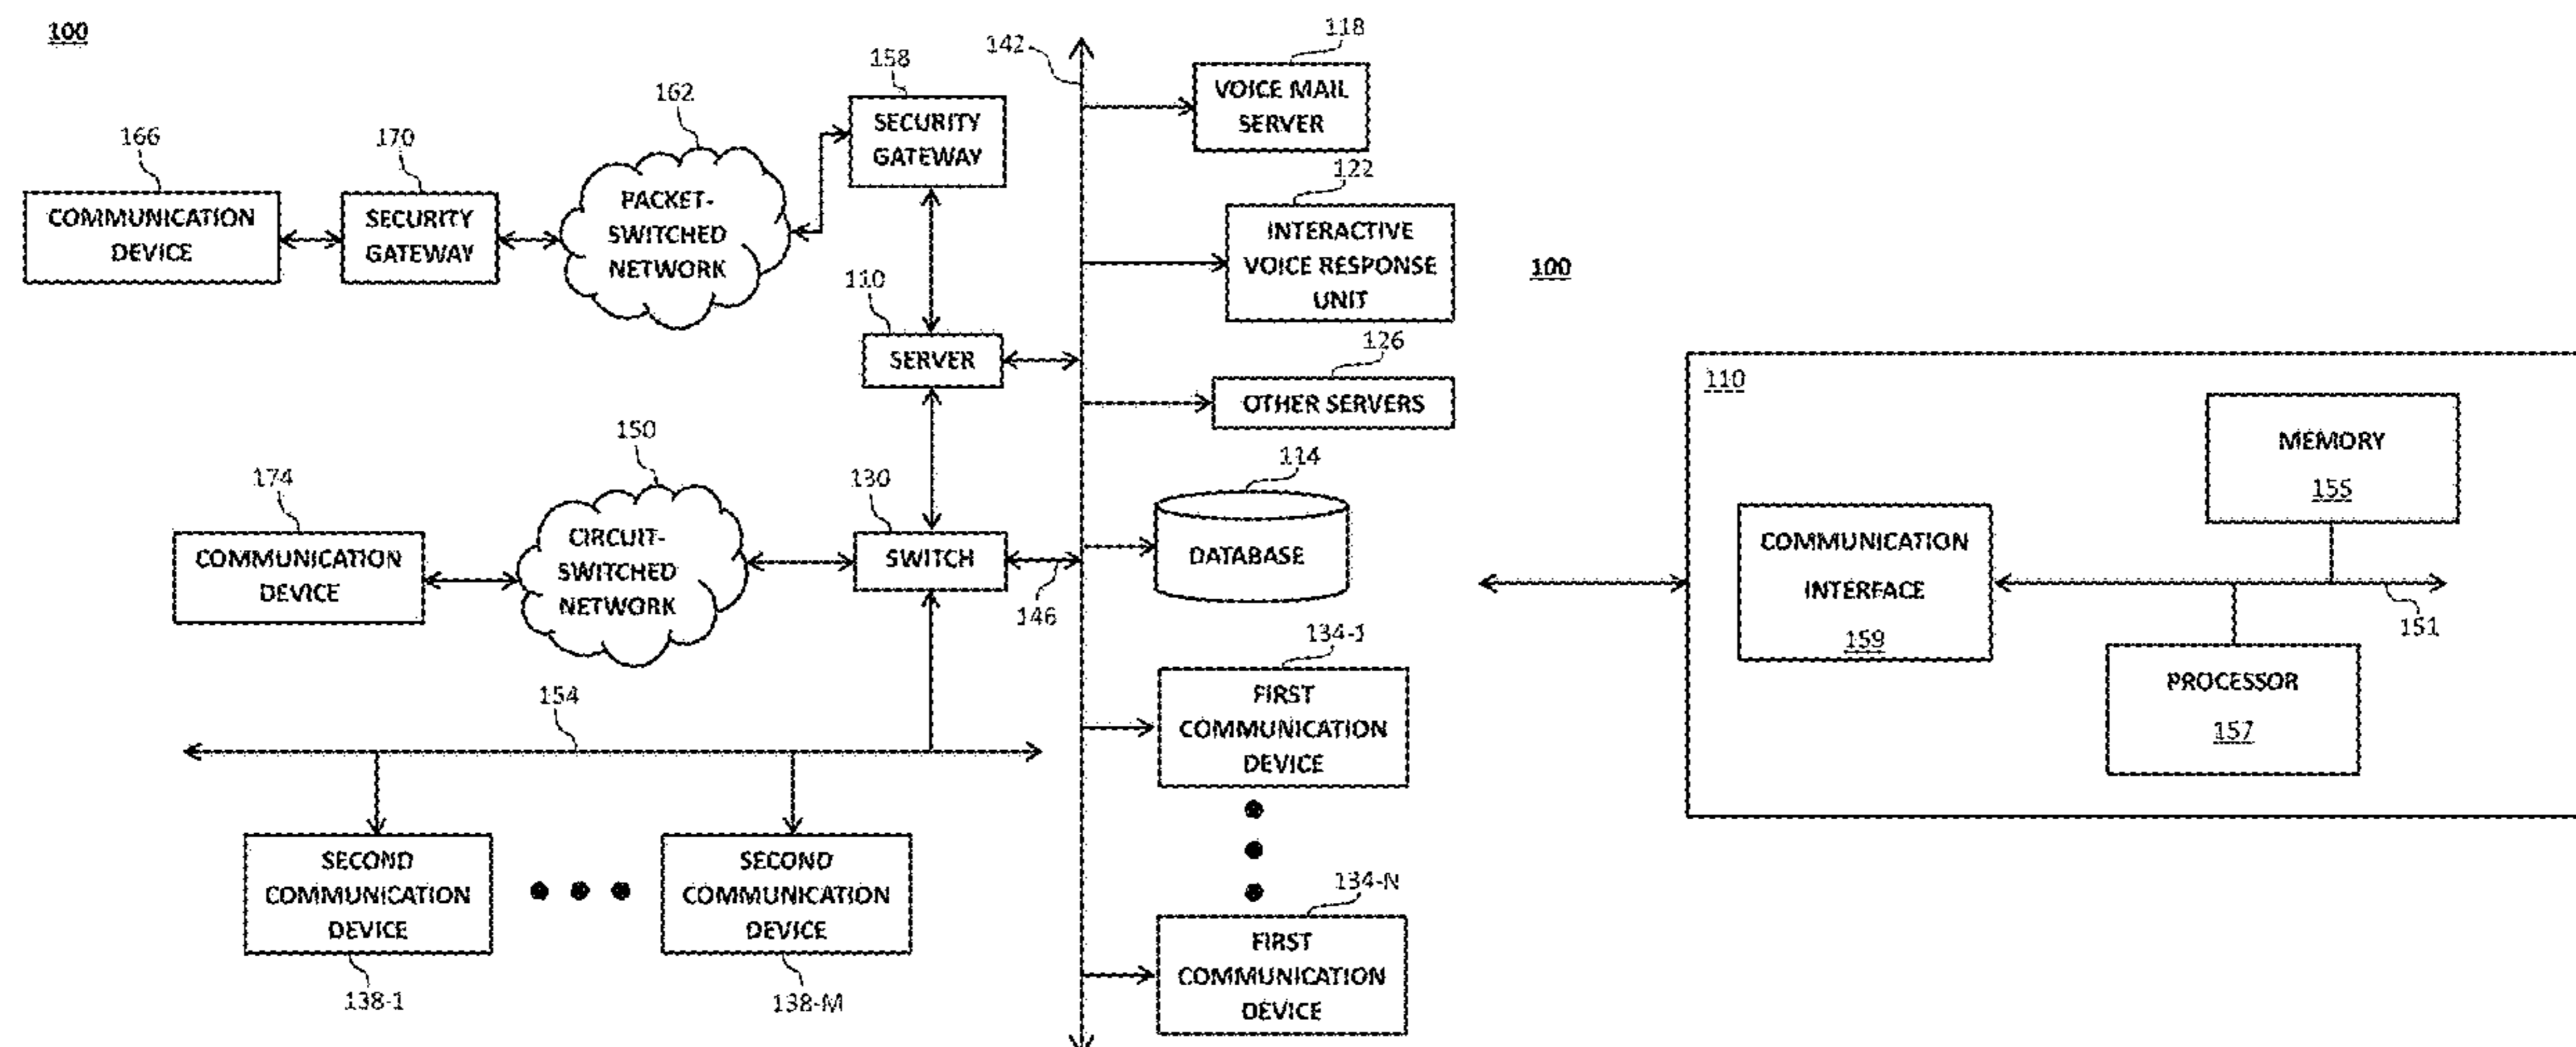 100
142
118
VOICE MAIL
SERVER
158
SECURITY
GATEWAY
162
PACKET-
SWITCHED
NETWORK
166
COMMUNICATION
DEVICE
170
SECURITY
GATEWAY
122
INTERACTIVE
VOICE RESPONSE
UNIT
110
SERVER
126
OTHER SERVERS
150
CIRCUIT-
SWITCHED
NETWORK
174
COMMUNICATION
DEVICE
130
SWITCH
146
114
DATABASE
134-1
FIRST
COMMUNICATION
DEVICE
154
SECOND
COMMUNICATION
DEVICE
138-1
SECOND
COMMUNICATION
DEVICE
138-M
134-N
FIRST
COMMUNICATION
DEVICE
100
110
MEMORY
155
COMMUNICATION
INTERFACE
159
151
PROCESSOR
157